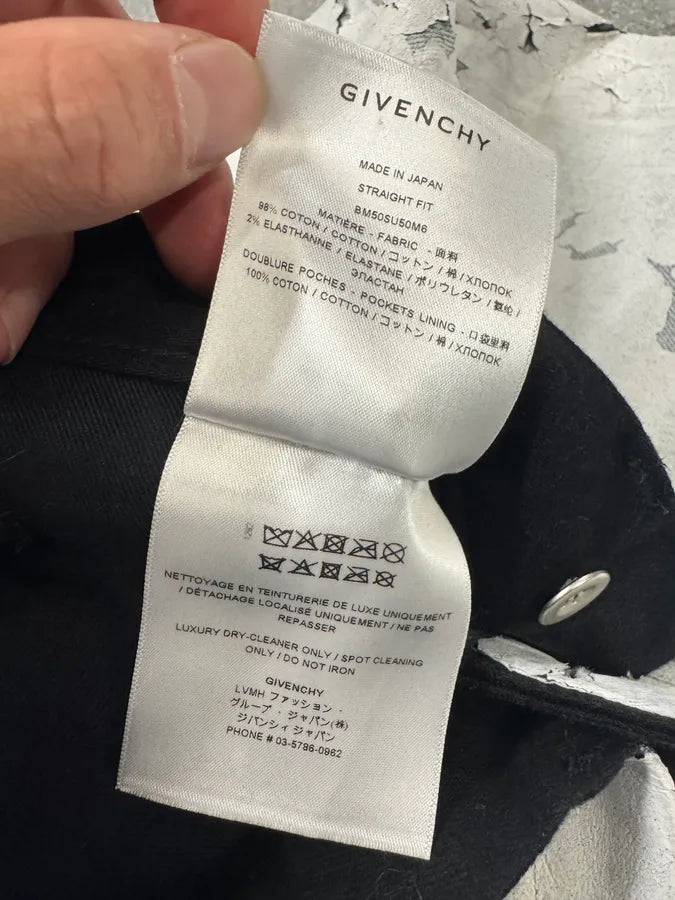 GIVENCHY
MADE IN JAPAN
STRAIGHT FIT
BM50SU50M6
MATIÈRE - FABRIC - 面料
98% COTON / COTTON / コットン / 棉 / ХЛОПОК
2% ELASTHANNE / ELASTANE / ポリウレタン / 氨纶 /
ЭЛАСТАН
DOUBLURE POCHES - POCKETS LINING - 口袋里料
100% COTON / COTTON / コットン / 棉 / ХЛОПОК
NETTOYAGE EN TEINTURERIE DE LUXE UNIQUEMENT
/ DÉTACHAGE LOCALISÉ UNIQUEMENT / NE PAS
REPASSER
LUXURY DRY-CLEANER ONLY / SPOT CLEANING
ONLY / DO NOT IRON
GIVENCHY
LVMH ファッション・
グループ・ジャパン(株)
ジバンシィ ジャパン
PHONE # 03-5796-0962